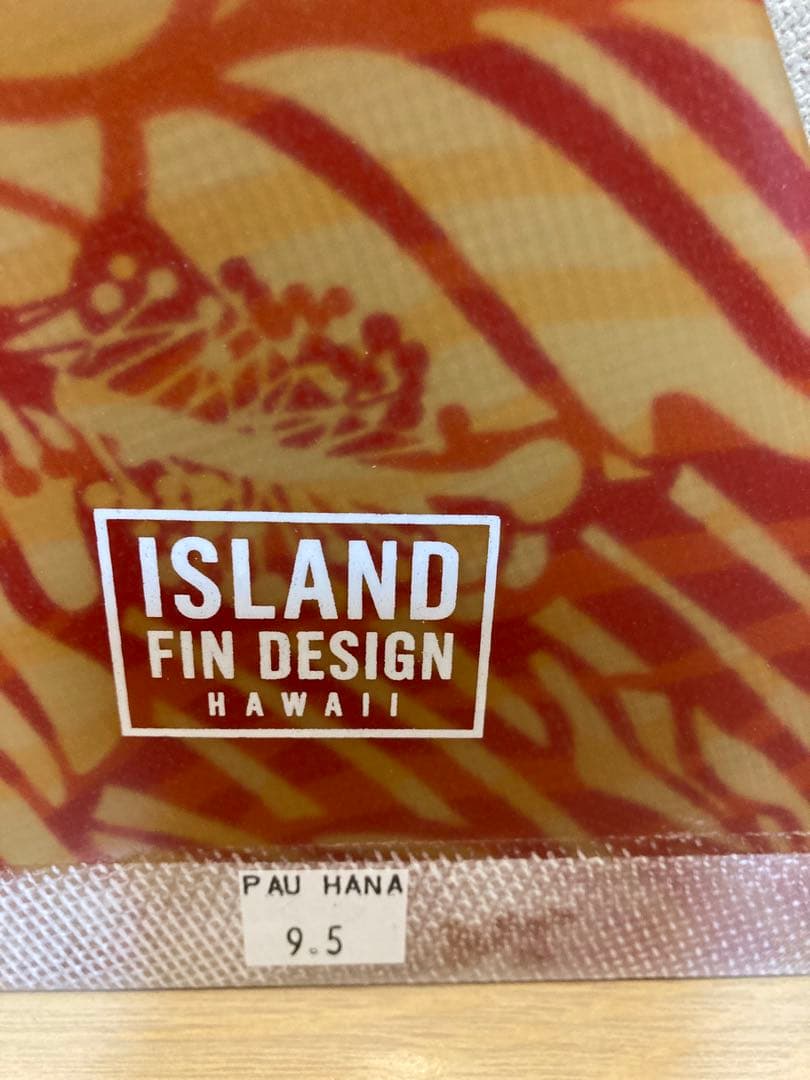 ISLAND
FIN DESIGN
HAWAII
PAU HANA
9.5